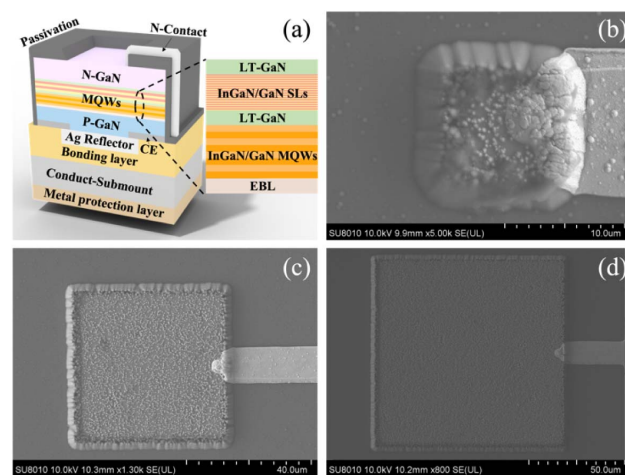 (a)
N-Contact
Passivation
N-GaN
MQWs
P-GaN
Ag Reflector
CE
Bonding layer
Conduct-Submount
Metal protection layer
LT-GaN
InGaN/GaN SLs
LT-GaN
InGaN/GaN MQWs
EBL
(b)
SU8010 10.0kV 9.9mm x5.00k SE(UL)
10.0um
(c)
SU8010 10.0kV 10.3mm x1.30k SE(UL)
40.0um
(d)
SU8010 10.0kV 10.2mm x800 SE(UL)
50.0um